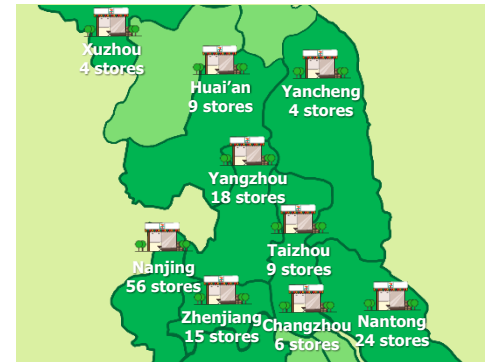 Xuzhou
4 stores
Huai’an
9 stores
Yancheng
4 stores
Yangzhou
18 stores
Taizhou
9 stores
Nanjing
56 stores
Zhenjiang
15 stores
Changzhou
6 stores
Nantong
24 stores